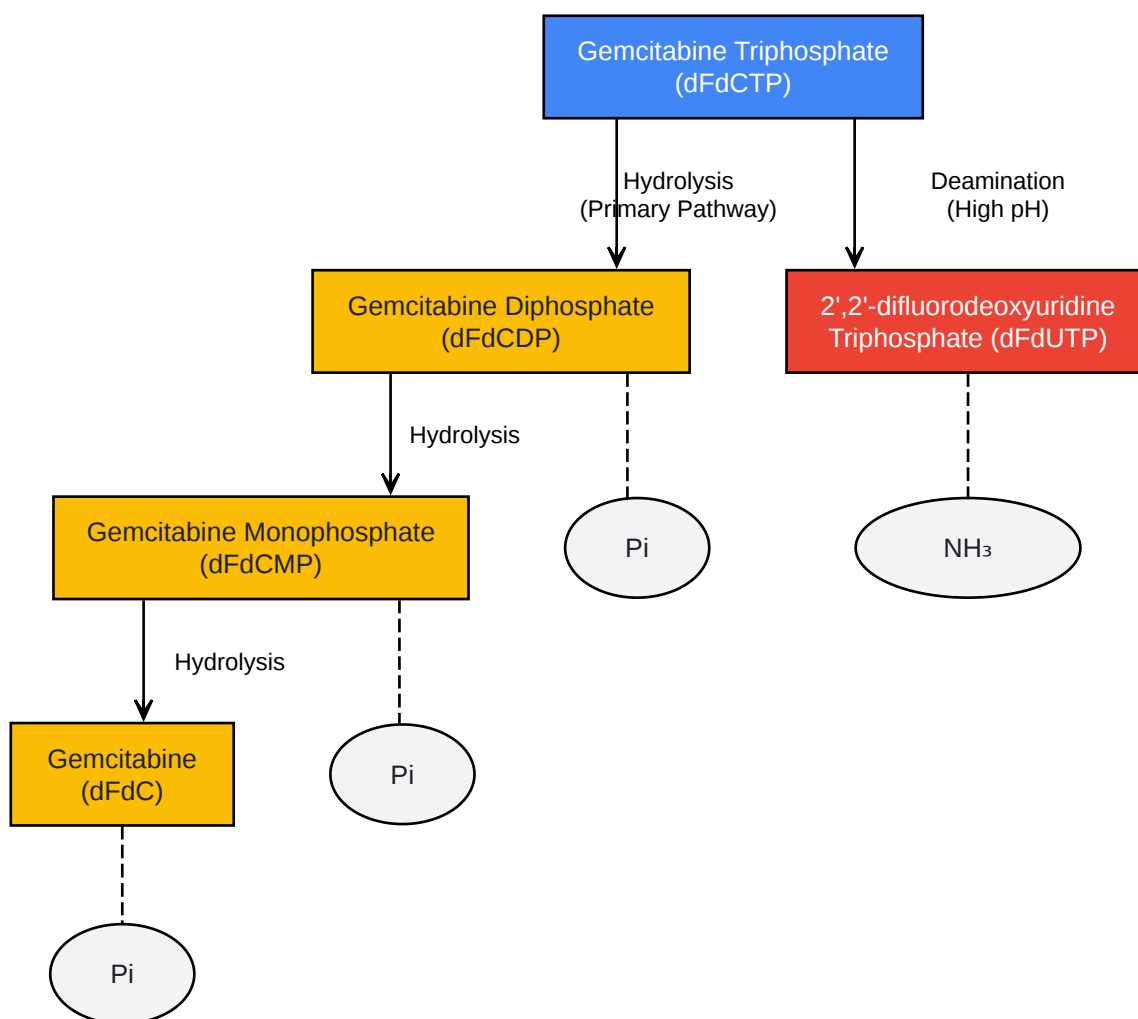 Gemcitabine Triphosphate
(dFdCTP)
Hydrolysis
(Primary Pathway)
Deamination
(High pH)
Gemcitabine Diphosphate
(dFdCDP)
2',2'-difluorodeoxyuridine
Triphosphate (dFdUTP)
Hydrolysis
Gemcitabine Monophosphate
(dFdCMP)
Pi
NH₃
Hydrolysis
Gemcitabine
(dFdC)
Pi
Pi